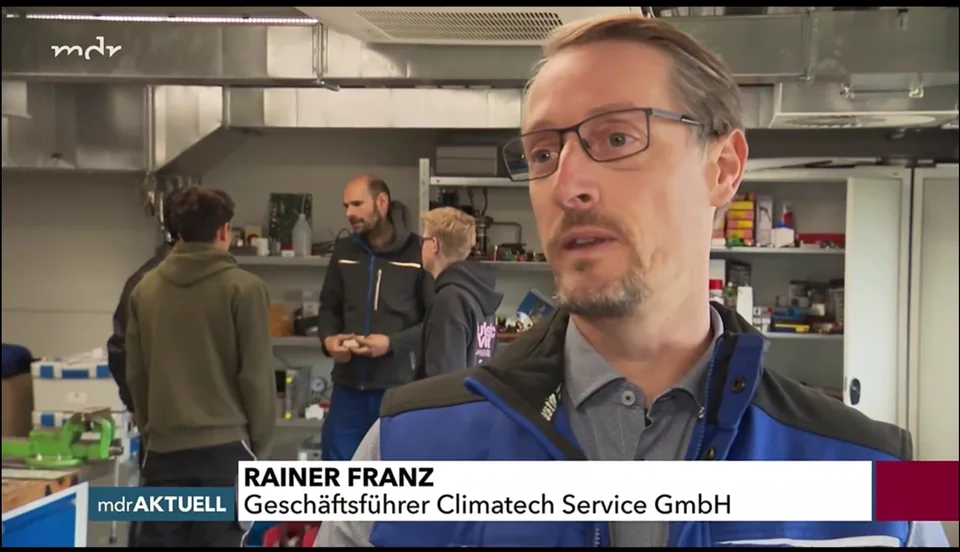 mdr
RAINER FRANZ
mdrAKTUELL
Geschäftsführer Climatech Service GmbH